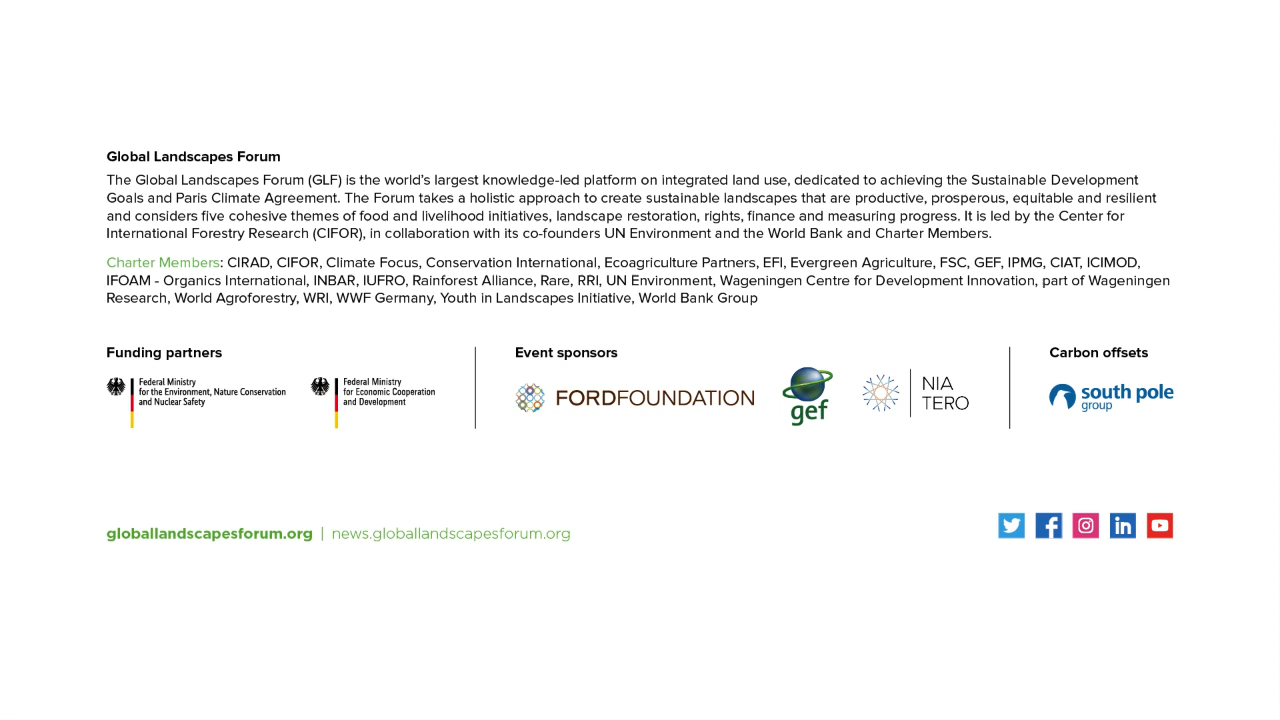 Global Landscapes Forum
The Global Landscapes Forum (GLF) is the world’s largest knowledge-led platform on integrated land use, dedicated to achieving the Sustainable Development
Goals and Paris Climate Agreement. The Forum takes a holistic approach to create sustainable landscapes that are productive, prosperous, equitable and resilient
and considers five cohesive themes of food and livelihood initiatives, landscape restoration, rights, finance and measuring progress. It is led by the Center for
International Forestry Research (CIFOR), in collaboration with its co-founders UN Environment and the World Bank and Charter Members.
Charter Members: CIRAD, CIFOR, Climate Focus, Conservation International, Ecoagriculture Partners, EFI, Evergreen Agriculture, FSC, GEF, IPMG, CIAT, ICIMOD,
IFOAM - Organics International, INBAR, IUFRO, Rainforest Alliance, Rare, RRI, UN Environment, Wageningen Centre for Development Innovation, part of Wageningen
Research, World Agroforestry, WRI, WWF Germany, Youth in Landscapes Initiative, World Bank Group
Funding partners
Federal Ministry
for the Environment, Nature Conservation
and Nuclear Safety
Federal Ministry
for Economic Cooperation
and Development
Event sponsors
FORDFOUNDATION
gef
NIA
TERO
Carbon offsets
south pole
group
globallandscapesforum.org | news.globallandscapesforum.org